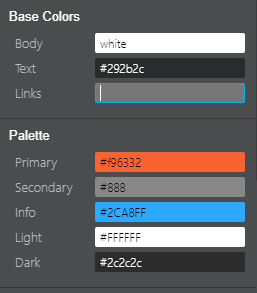 Base Colors
Body white
Text #292b2c
Links
Palette
Primary #f96332
Secondary #888
Info #2CA8FF
Light #FFFFFF
Dark #2c2c2c